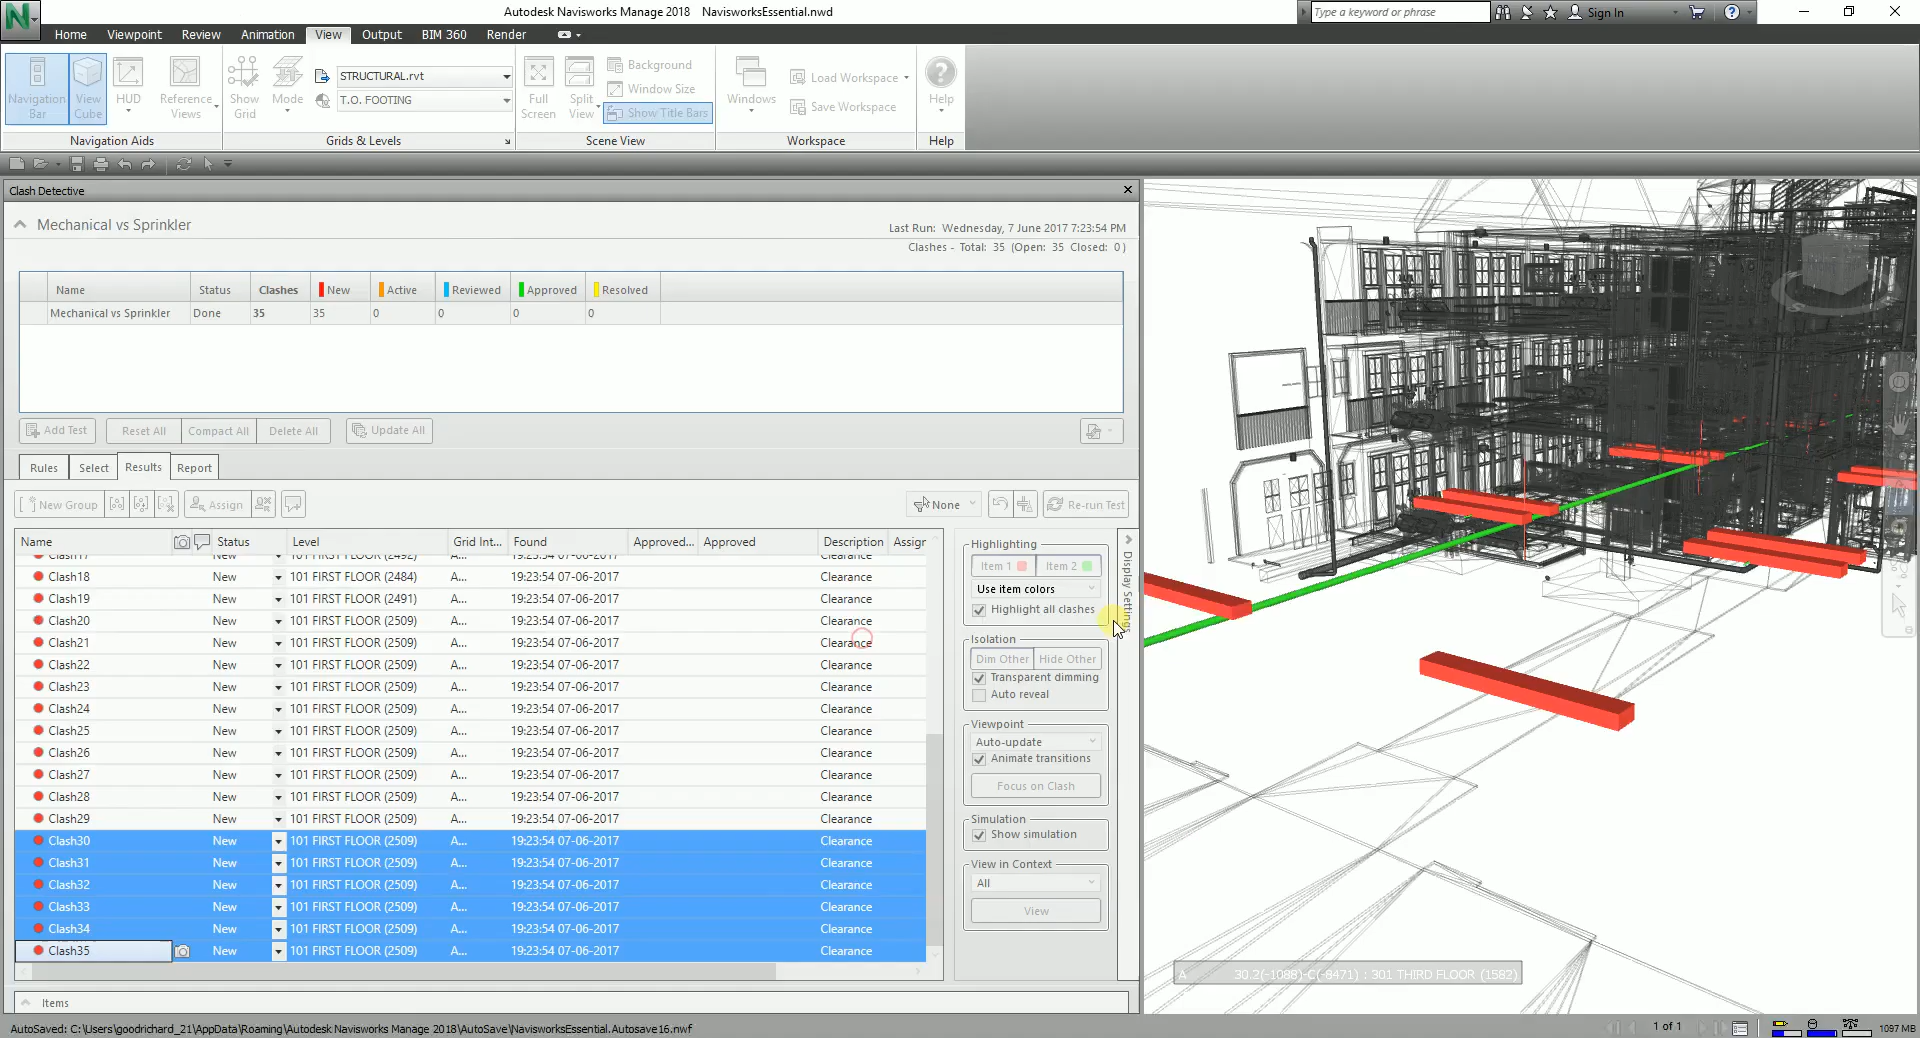 Autodesk Navisworks Manage 2018 NavisworksEssential.nwd
Type a keyword or phrase
Sign In
Home Viewpoint Review Animation View Output BIM 360 Render
Navigation Bar
View Cube
HUD
Reference Views
Navigation Aids
Show Grid
Mode
STRUCTURAL.rvt
T.O. FOOTING
Grids & Levels
Full Screen
Split View
Background
Window Size
Show Title Bars
Scene View
Windows
Load Workspace
Save Workspace
Workspace
Help
Help
Clash Detective
Mechanical vs Sprinkler
Last Run: Wednesday, 7 June 2017 7:23:54 PM
Clashes - Total: 35 (Open: 35 Closed: 0 )
Name Status Clashes New Active Reviewed Approved Resolved
Mechanical vs Sprinkler Done 35 35 0 0 0 0
Add Test Reset All Compact All Delete All Update All
Rules Select Results Report
New Group Assign None Re-run Test
Name Status Level Grid Int... Found Approved... Approved Description Assigr
Clash17 New 101 FIRST FLOOR (2492) A... 19:23:54 07-06-2017 Clearance
Clash18 New 101 FIRST FLOOR (2484) A... 19:23:54 07-06-2017 Clearance
Clash19 New 101 FIRST FLOOR (2491) A... 19:23:54 07-06-2017 Clearance
Clash20 New 101 FIRST FLOOR (2509) A... 19:23:54 07-06-2017 Clearance
Clash21 New 101 FIRST FLOOR (2509) A... 19:23:54 07-06-2017 Clearance
Clash22 New 101 FIRST FLOOR (2509) A... 19:23:54 07-06-2017 Clearance
Clash23 New 101 FIRST FLOOR (2509) A... 19:23:54 07-06-2017 Clearance
Clash24 New 101 FIRST FLOOR (2509) A... 19:23:54 07-06-2017 Clearance
Clash25 New 101 FIRST FLOOR (2509) A... 19:23:54 07-06-2017 Clearance
Clash26 New 101 FIRST FLOOR (2509) A... 19:23:54 07-06-2017 Clearance
Clash27 New 101 FIRST FLOOR (2509) A... 19:23:54 07-06-2017 Clearance
Clash28 New 101 FIRST FLOOR (2509) A... 19:23:54 07-06-2017 Clearance
Clash29 New 101 FIRST FLOOR (2509) A... 19:23:54 07-06-2017 Clearance
Clash30 New 101 FIRST FLOOR (2509) A... 19:23:54 07-06-2017 Clearance
Clash31 New 101 FIRST FLOOR (2509) A... 19:23:54 07-06-2017 Clearance
Clash32 New 101 FIRST FLOOR (2509) A... 19:23:54 07-06-2017 Clearance
Clash33 New 101 FIRST FLOOR (2509) A... 19:23:54 07-06-2017 Clearance
Clash34 New 101 FIRST FLOOR (2509) A... 19:23:54 07-06-2017 Clearance
Clash35 New 101 FIRST FLOOR (2509) A... 19:23:54 07-06-2017 Clearance
Highlighting
Item 1 Item 2
Use item colors
Highlight all clashes
Isolation
Dim Other Hide Other
Transparent dimming
Auto reveal
Viewpoint
Auto-update
Animate transitions
Focus on Clash
Simulation
Show simulation
View in Context
All
View
Display Settings
Items
A 30.2(-1088)-C(-8471) : 301 THIRD FLOOR (1582)
AutoSaved: C:\Users\goodrichard_21\AppData\Roaming\Autodesk Navisworks Manage 2018\AutoSave\NavisworksEssential.Autosave16.nwf
1 of 1
1097 MB